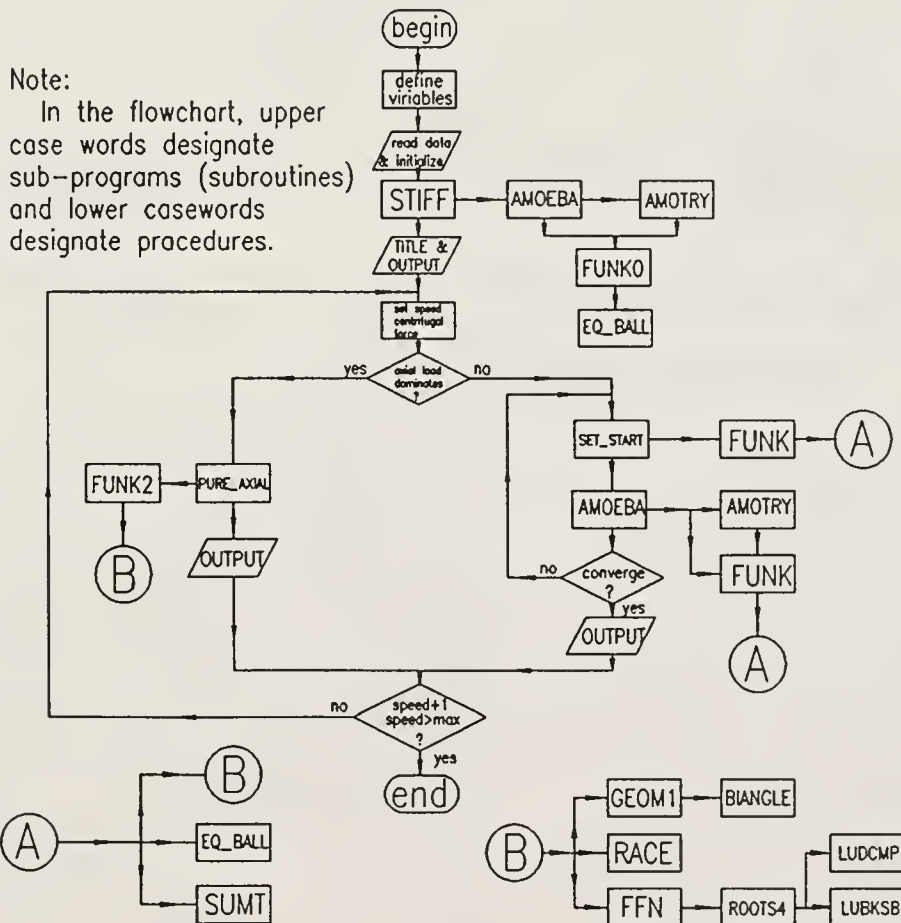 begin
Note:
In the flowchart, upper
case words designate
sub-programs (subroutines)
and lower casewords
designate procedures.
define
viriables
read data
& initialize
STIFF
AMOEBA
AMOTRY
TITLE &
OUTPUT
FUNK0
EQ_BALL
set speed
centrifugal
force
yes
axial load
dominates
?
no
SET_START
FUNK
A
FUNK2
PURE_AXIAL
AMOEBA
AMOTRY
B
OUTPUT
no
converge
?
FUNK
yes
OUTPUT
A
no
speed+1
speed>max
?
yes
end
B
A
EQ_BALL
SUMT
B
GEOM1
BIANGLE
RACE
LUDCMP
FFN
ROOTS4
LUBKSB